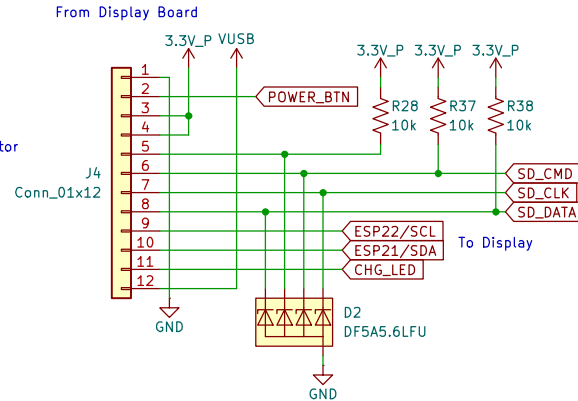 From Display Board
3.3V_P VUSB
3.3V_P 3.3V_P 3.3V_P
1
2 POWER_BTN
R28 R37 R38
3
10k 10k 10k
4
tor
5
J4 6 SD_CMD
Conn_01x12 7 SD_CLK
8 SD_DATA
9 ESP22/SCL
To Display
10 ESP21/SDA
11 CHG_LED
12
D2
GND
DF5A5.6LFU
GND